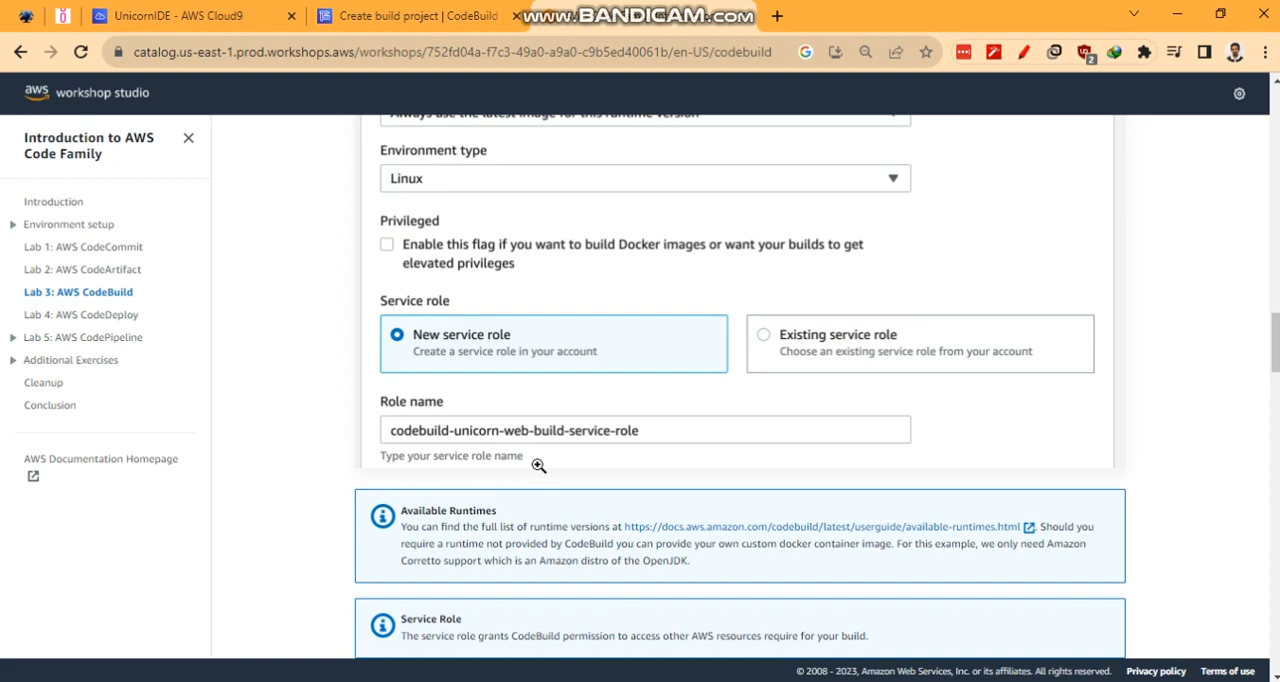 UnicornIDE - AWS Cloud9
Create build project | CodeBuild
www.BANDICAM.com
catalog.us-east-1.prod.workshops.aws/workshops/752fd04a-f7c3-49a0-a9a0-c9b5ed40061b/en-US/codebuild
aws workshop studio
Introduction to AWS
Code Family
Introduction
Environment setup
Lab 1: AWS CodeCommit
Lab 2: AWS CodeArtifact
Lab 3: AWS CodeBuild
Lab 4: AWS CodeDeploy
Lab 5: AWS CodePipeline
Additional Exercises
Cleanup
Conclusion
AWS Documentation Homepage
Always use the latest image for this runtime version
Environment type
Linux
Privileged
Enable this flag if you want to build Docker images or want your builds to get
elevated privileges
Service role
New service role
Create a service role in your account
Existing service role
Choose an existing service role from your account
Role name
codebuild-unicorn-web-build-service-role
Type your service role name
Available Runtimes
You can find the full list of runtime versions at https://docs.aws.amazon.com/codebuild/latest/userguide/available-runtimes.html . Should you
require a runtime not provided by CodeBuild you can provide your own custom docker container image. For this example, we only need Amazon
Corretto support which is an Amazon distro of the OpenJDK.
Service Role
The service role grants CodeBuild permission to access other AWS resources require for your build.
© 2008 - 2023, Amazon Web Services, Inc. or its affiliates. All rights reserved. Privacy policy Terms of use